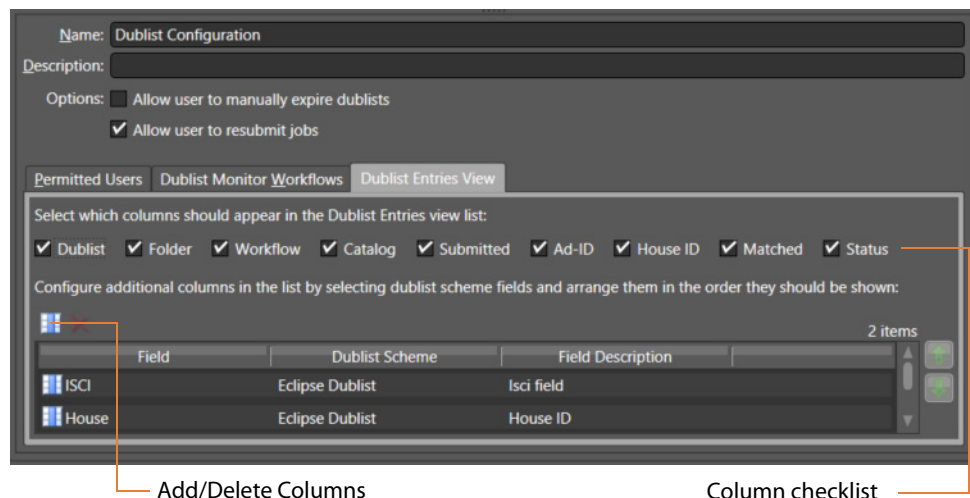 Name: Dublist Configuration
Description:
Options: Allow user to manually expire dublists
Allow user to resubmit jobs
Permitted Users Dublist Monitor Workflows Dublist Entries View
Select which columns should appear in the Dublist Entries view list:
Dublist Folder Workflow Catalog Submitted Ad-ID House ID Matched Status
Configure additional columns in the list by selecting dublist scheme fields and arrange them in the order they should be shown:
2 items
Field Dublist Scheme Field Description
ISCI Eclipse Dublist Isci field
House Eclipse Dublist House ID
Add/Delete Columns Column checklist